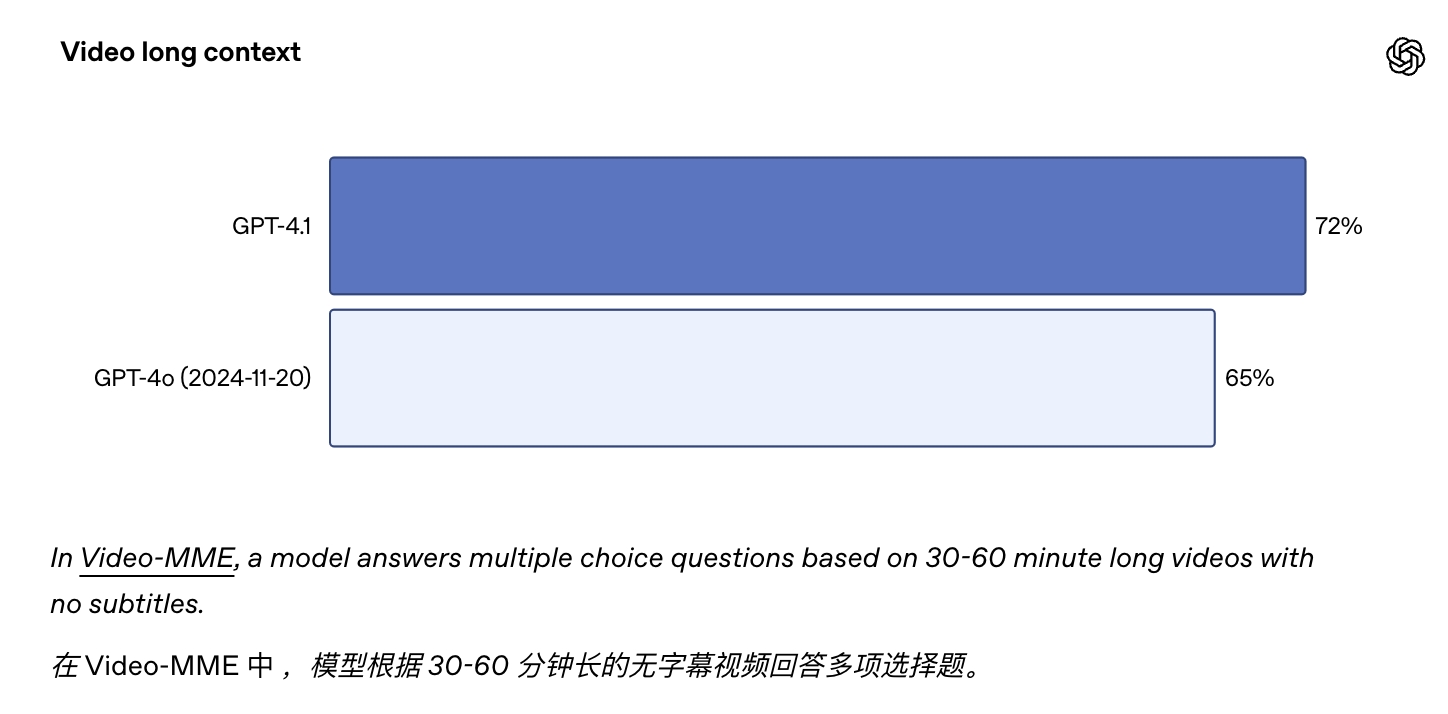 Video long context
GPT-4.1
72%
GPT-4o (2024-11-20)
65%
In Video-MME, a model answers multiple choice questions based on 30-60 minute long videos with
no subtitles.
在 Video-MME 中 ，模型根据 30-60 分钟长的无字幕视频回答多项选择题。